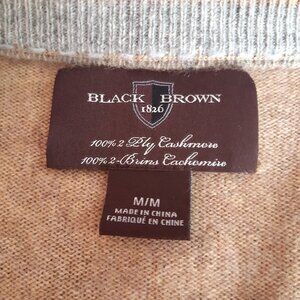 BLACK BROWN
1826
100% 2 Ply Cashmere
100% 2-Brins Cachemire
M/M
MADE IN CHINA
FABRIQUÉ EN CHINE